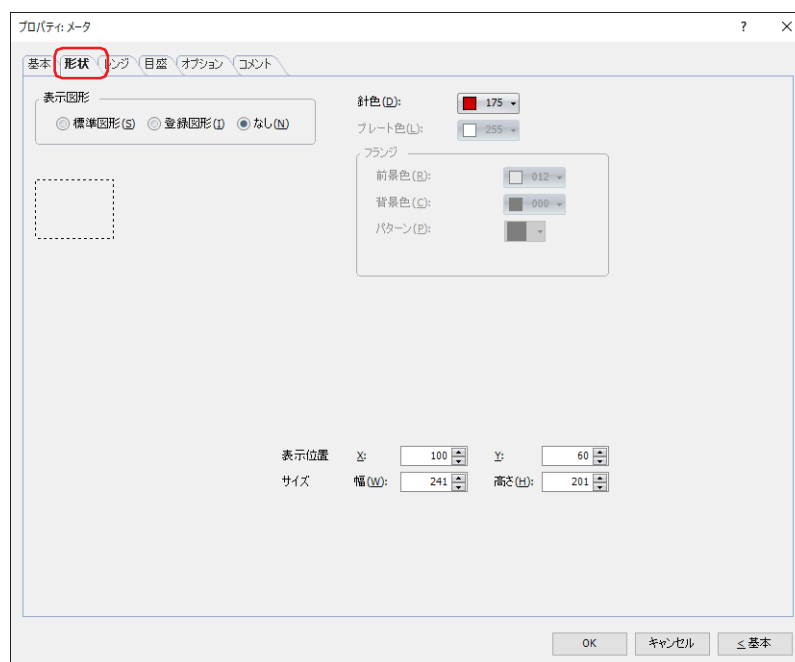 プロパティ: メータ ?
基本 形状 レンジ 目盛 オプション コメント
表示図形
標準図形(S) 登録図形(I) なし(N)
針色(D): 175
プレート色(L): 255
フランジ
前景色(R): 012
背景色(C): 000
パターン(P):
表示位置 X: 100 Y: 60
サイズ 幅(W): 241 高さ(H): 201
OK キャンセル ≤ 基本